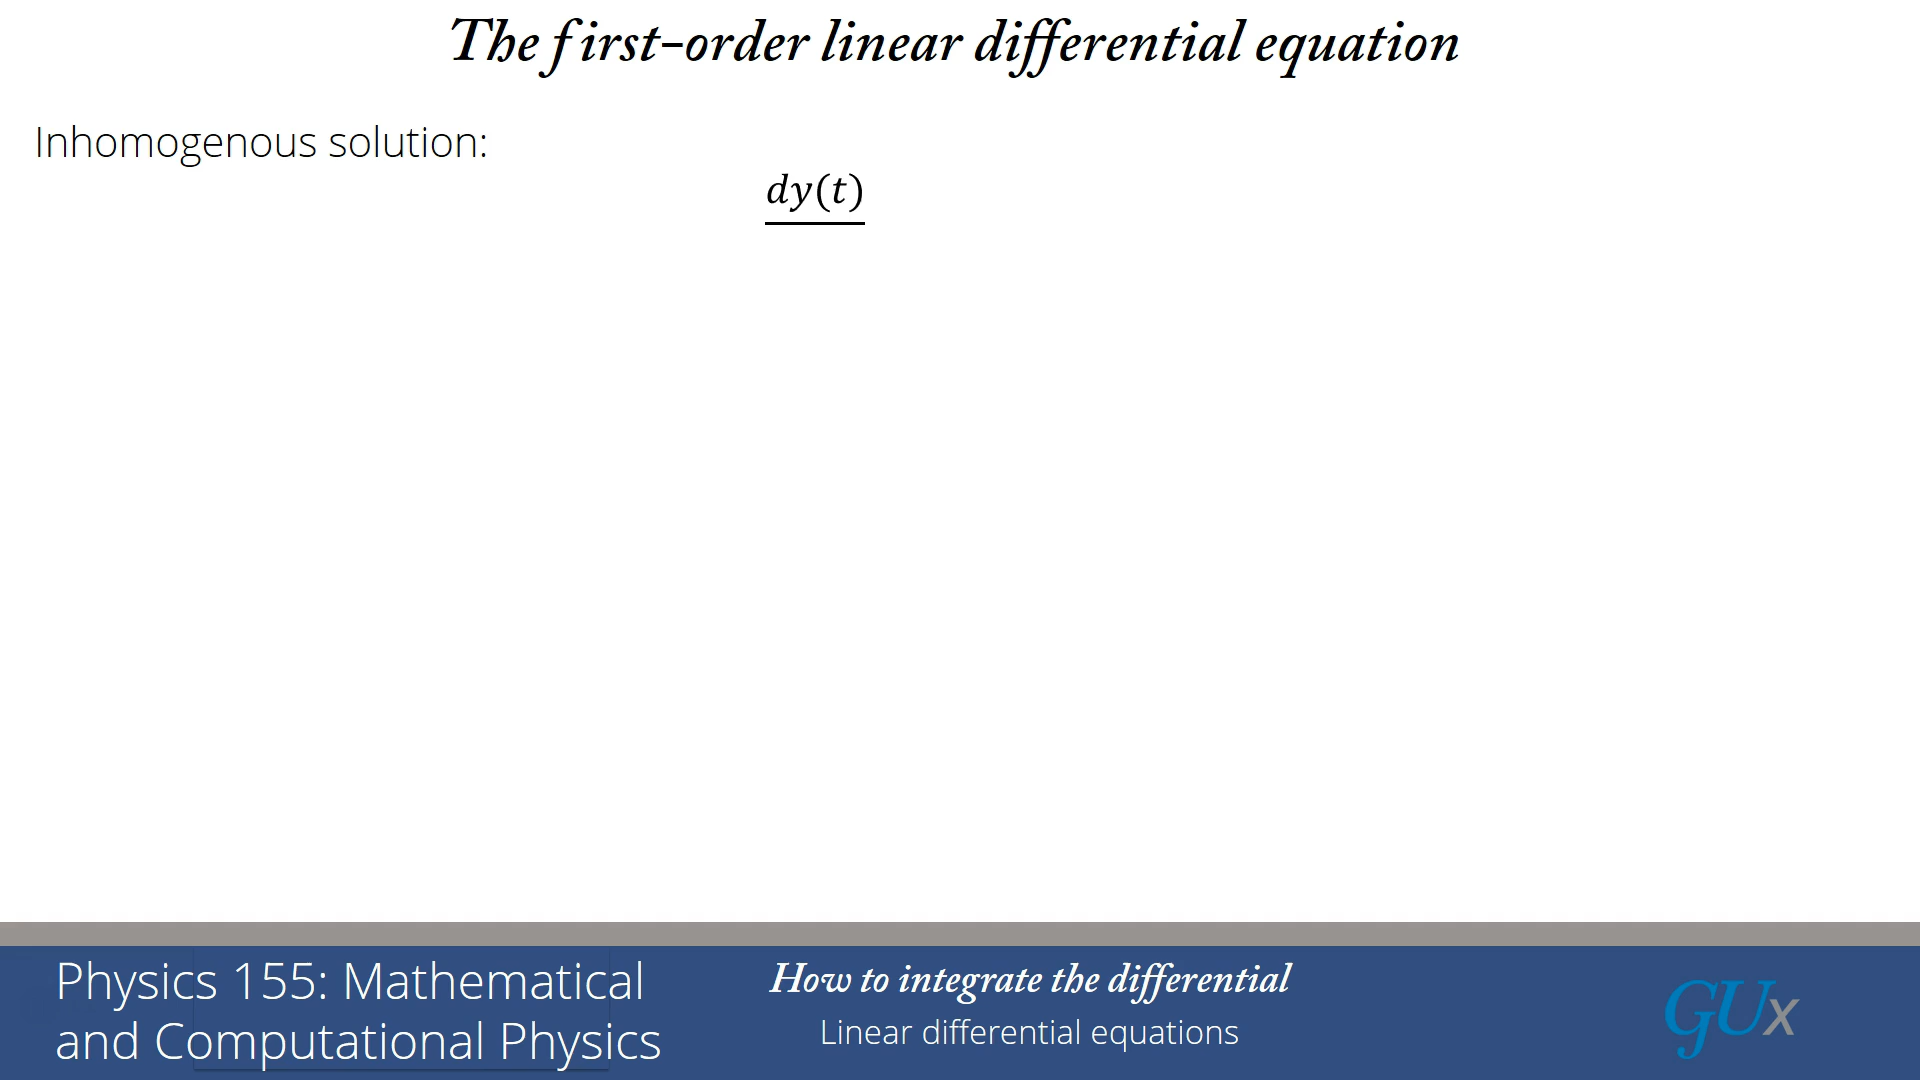 The first-order linear differential equation
Inhomogenous solution:
dy(t)
Physics 155: Mathematical
and Computational Physics
How to integrate the differential
Linear differential equations
GUx